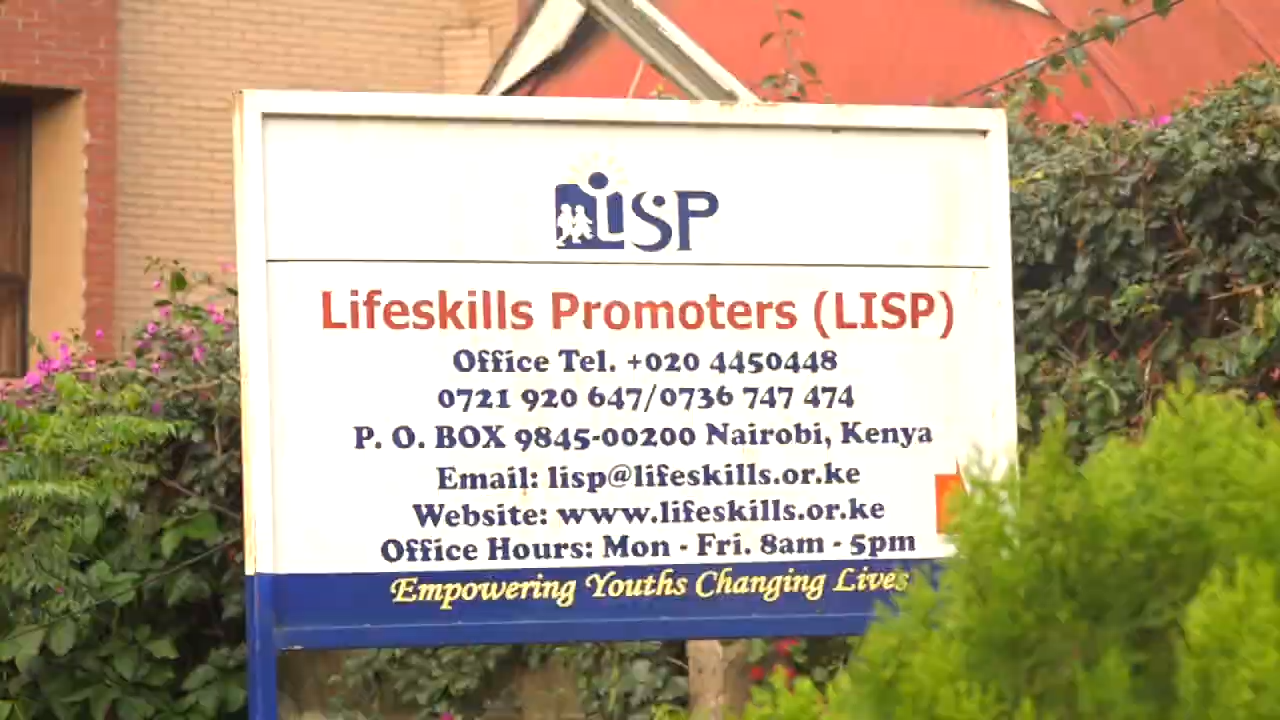 LISP
Lifeskills Promoters (LISP)
Office Tel. +020 4450448
0721 920 647/0736 747 474
P. O. BOX 9845-00200 Nairobi, Kenya
Email: lisp@lifeskills.or.ke
Website: www.lifeskills.or.ke
Office Hours: Mon - Fri. 8am - 5pm
Empowering Youths Changing Lives